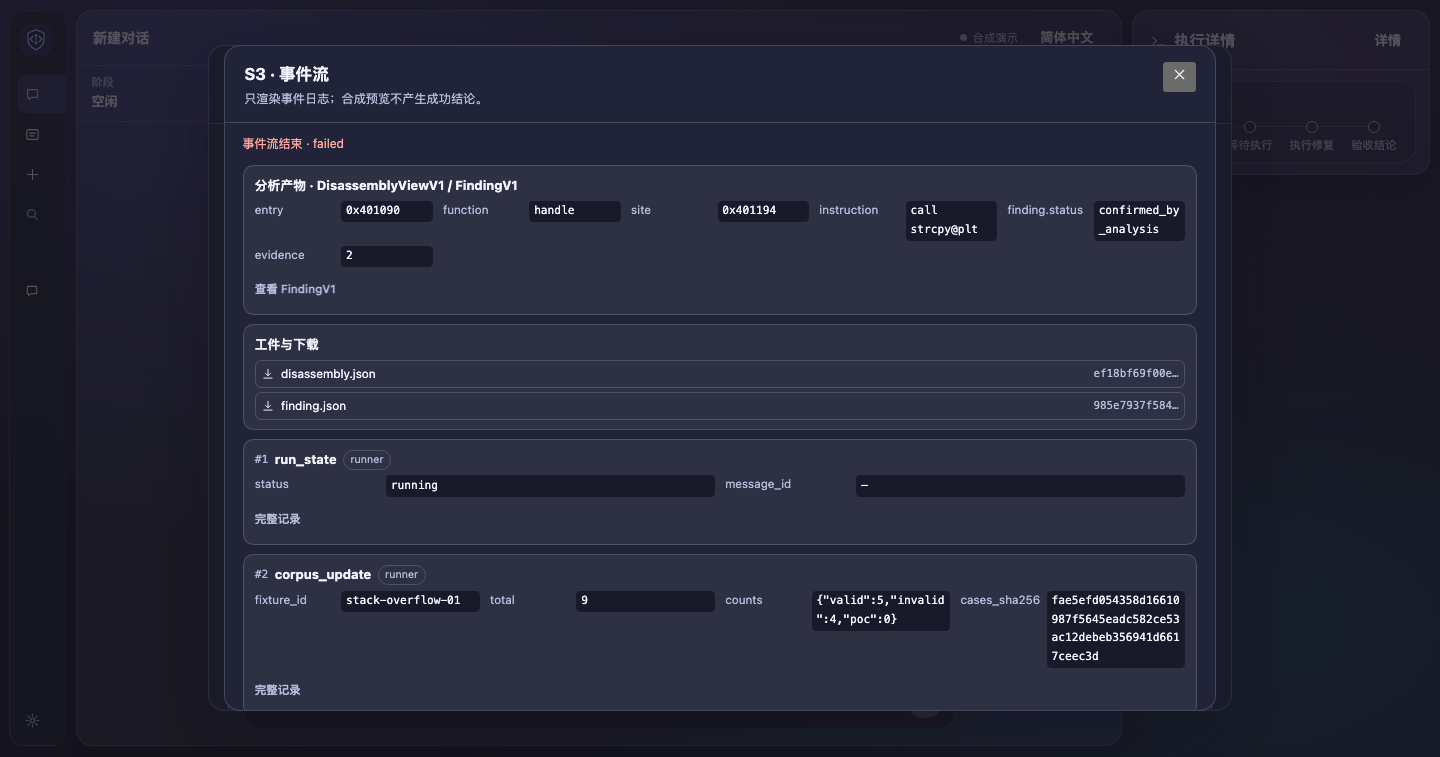 新建对话
合成演示
简体中文
执行详情
详情
阶段
空闲
等待执行
执行修复
验收结论
S3 · 事件流
只渲染事件日志；合成预览不产生成功结论。
事件流结束 · failed
分析产物 · DisassemblyViewV1 / FindingV1
entry 0x401090 function handle site 0x401194 instruction call strcpy@plt finding.status confirmed_by_analysis
evidence 2
查看 FindingV1
工件与下载
disassembly.json ef18bf69f00e…
finding.json 985e7937f584…
#1 run_state runner
status running message_id —
完整记录
#2 corpus_update runner
fixture_id stack-overflow-01 total 9 counts {"valid":5,"invalid":4,"poc":0} cases_sha256 fae5efd054358d16610987f5645eadc582ce53ac12debeb356941d6617ceec3d
完整记录